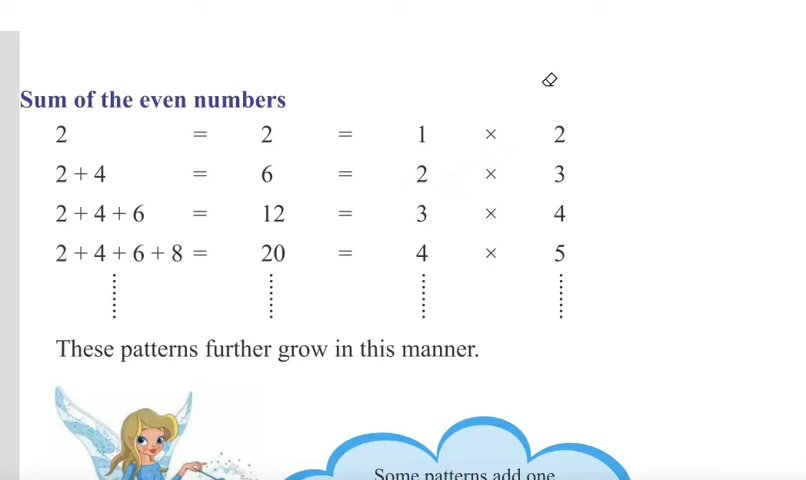 Sum of the even numbers
2 = 2 = 1 × 2
2 + 4 = 6 = 2 × 3
2 + 4 + 6 = 12 = 3 × 4
2 + 4 + 6 + 8 = 20 = 4 × 5
These patterns further grow in this manner.
Some patterns add one